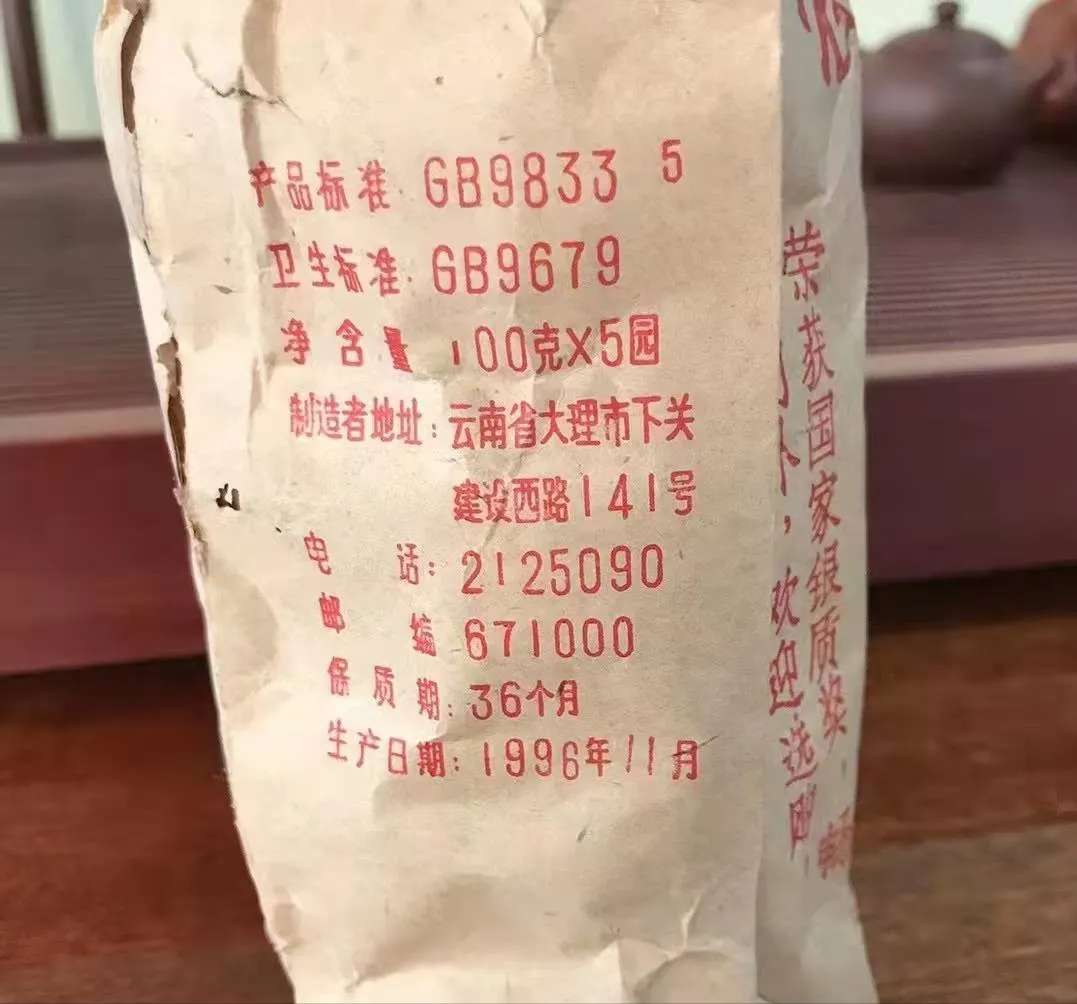 产品标准 GB9833 5
卫生标准 GB9679
净含量 100克×5园
制造者地址:云南省大理市下关
建设西路141号
电话:2125090
邮编 671000
保质期:36个月
生产日期:1996年11月
荣获国家银质奖,畅
外,欢迎选